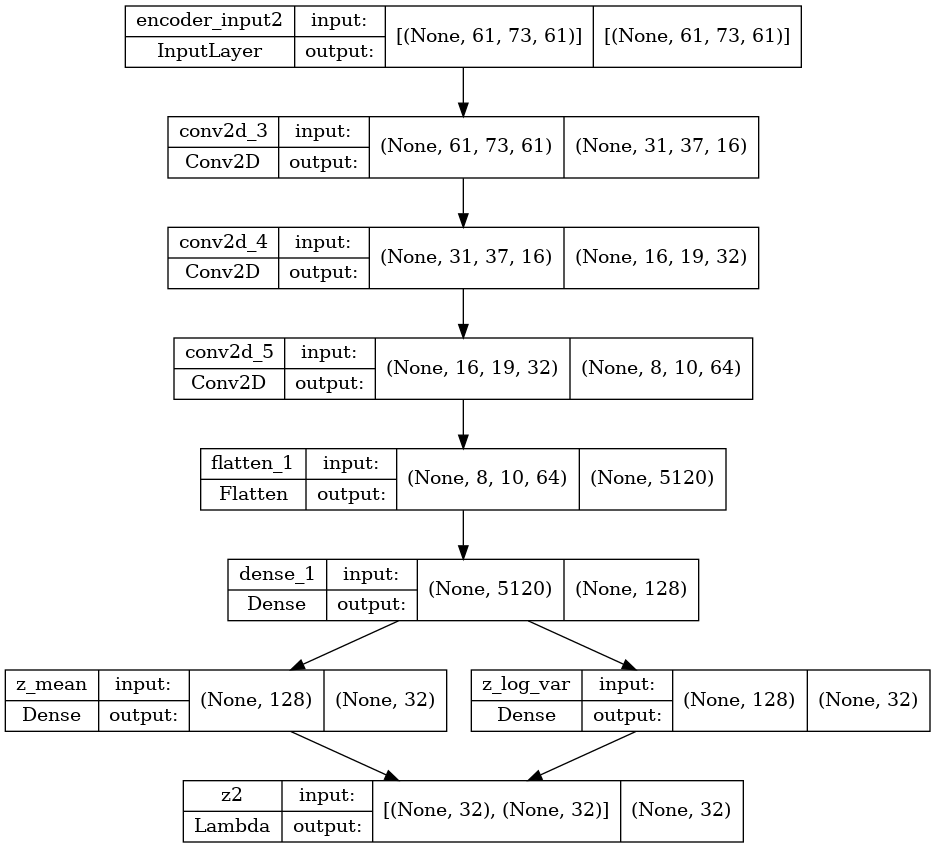 encoder_input2 input: [(None, 61, 73, 61)] [(None, 61, 73, 61)]
InputLayer output:
conv2d_3 input: (None, 61, 73, 61) (None, 31, 37, 16)
Conv2D output:
conv2d_4 input: (None, 31, 37, 16) (None, 16, 19, 32)
Conv2D output:
conv2d_5 input: (None, 16, 19, 32) (None, 8, 10, 64)
Conv2D output:
flatten_1 input: (None, 8, 10, 64) (None, 5120)
Flatten output:
dense_1 input: (None, 5120) (None, 128)
Dense output:
z_mean input: (None, 128) (None, 32)
Dense output:
z_log_var input: (None, 128) (None, 32)
Dense output:
z2 input: [(None, 32), (None, 32)] (None, 32)
Lambda output: